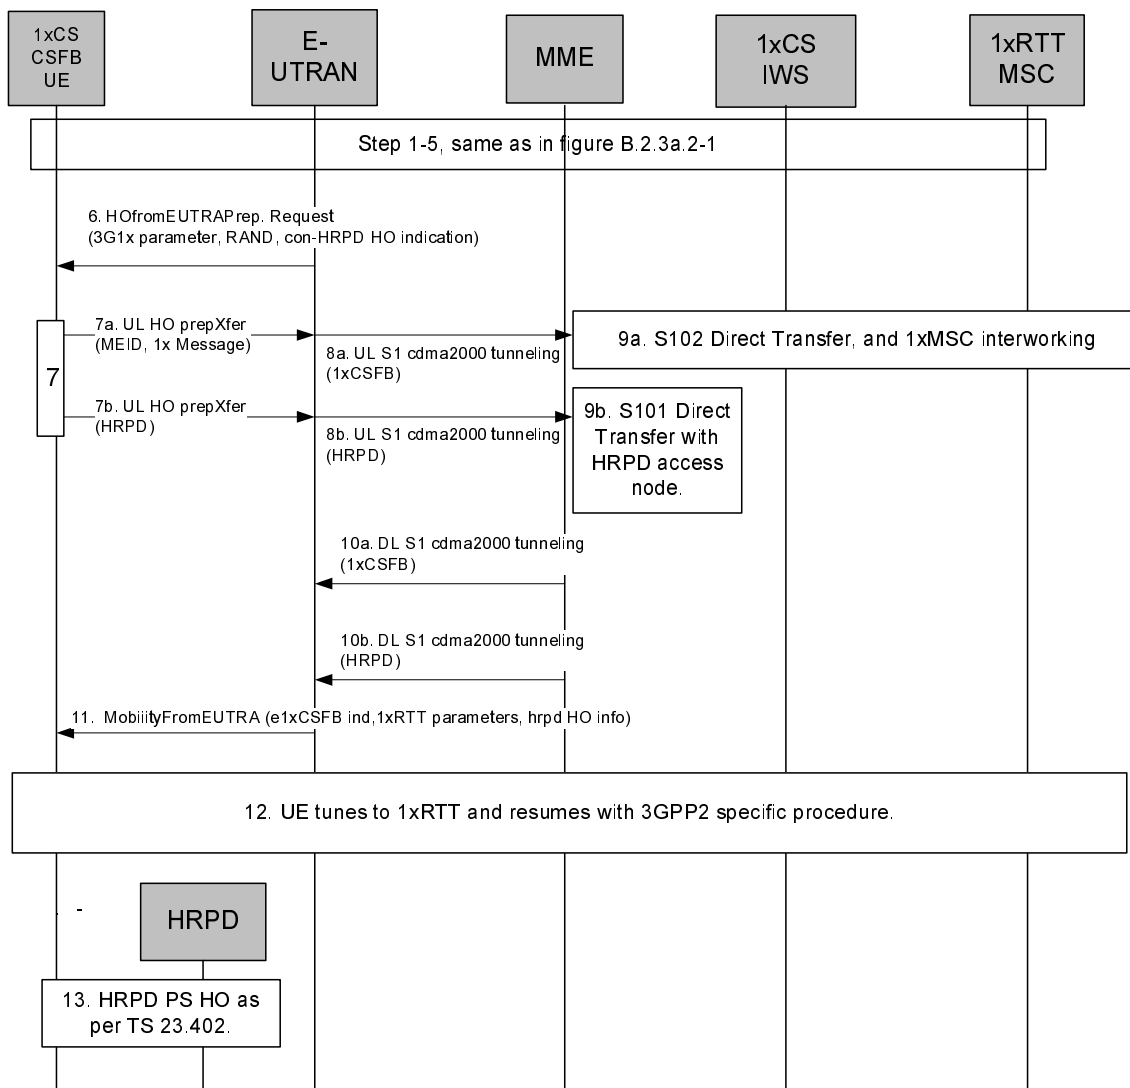 1xCS
CSFB
UE
E-
UTRAN
MME
1xCS
IWS
1xRTT
MSC
Step 1-5, same as in figure B.2.3a.2-1
6. HOfromEUTRAPrep. Request
(3G1x parameter, RAND, con-HRPD HO indication)
7
7a. UL HO prepXfer
(MEID, 1x Message)
8a. UL S1 cdma2000 tunneling
(1xCSFB)
9a. S102 Direct Transfer, and 1xMSC interworking
7b. UL HO prepXfer
(HRPD)
8b. UL S1 cdma2000 tunneling
(HRPD)
9b. S101 Direct
Transfer with
HRPD access
node.
10a. DL S1 cdma2000 tunneling
(1xCSFB)
10b. DL S1 cdma2000 tunneling
(HRPD)
11. MobiiityFromEUTRA (e1xCSFB ind,1xRTT parameters, hrpd HO info)
12. UE tunes to 1xRTT and resumes with 3GPP2 specific procedure.
HRPD
13. HRPD PS HO as
per TS 23.402.